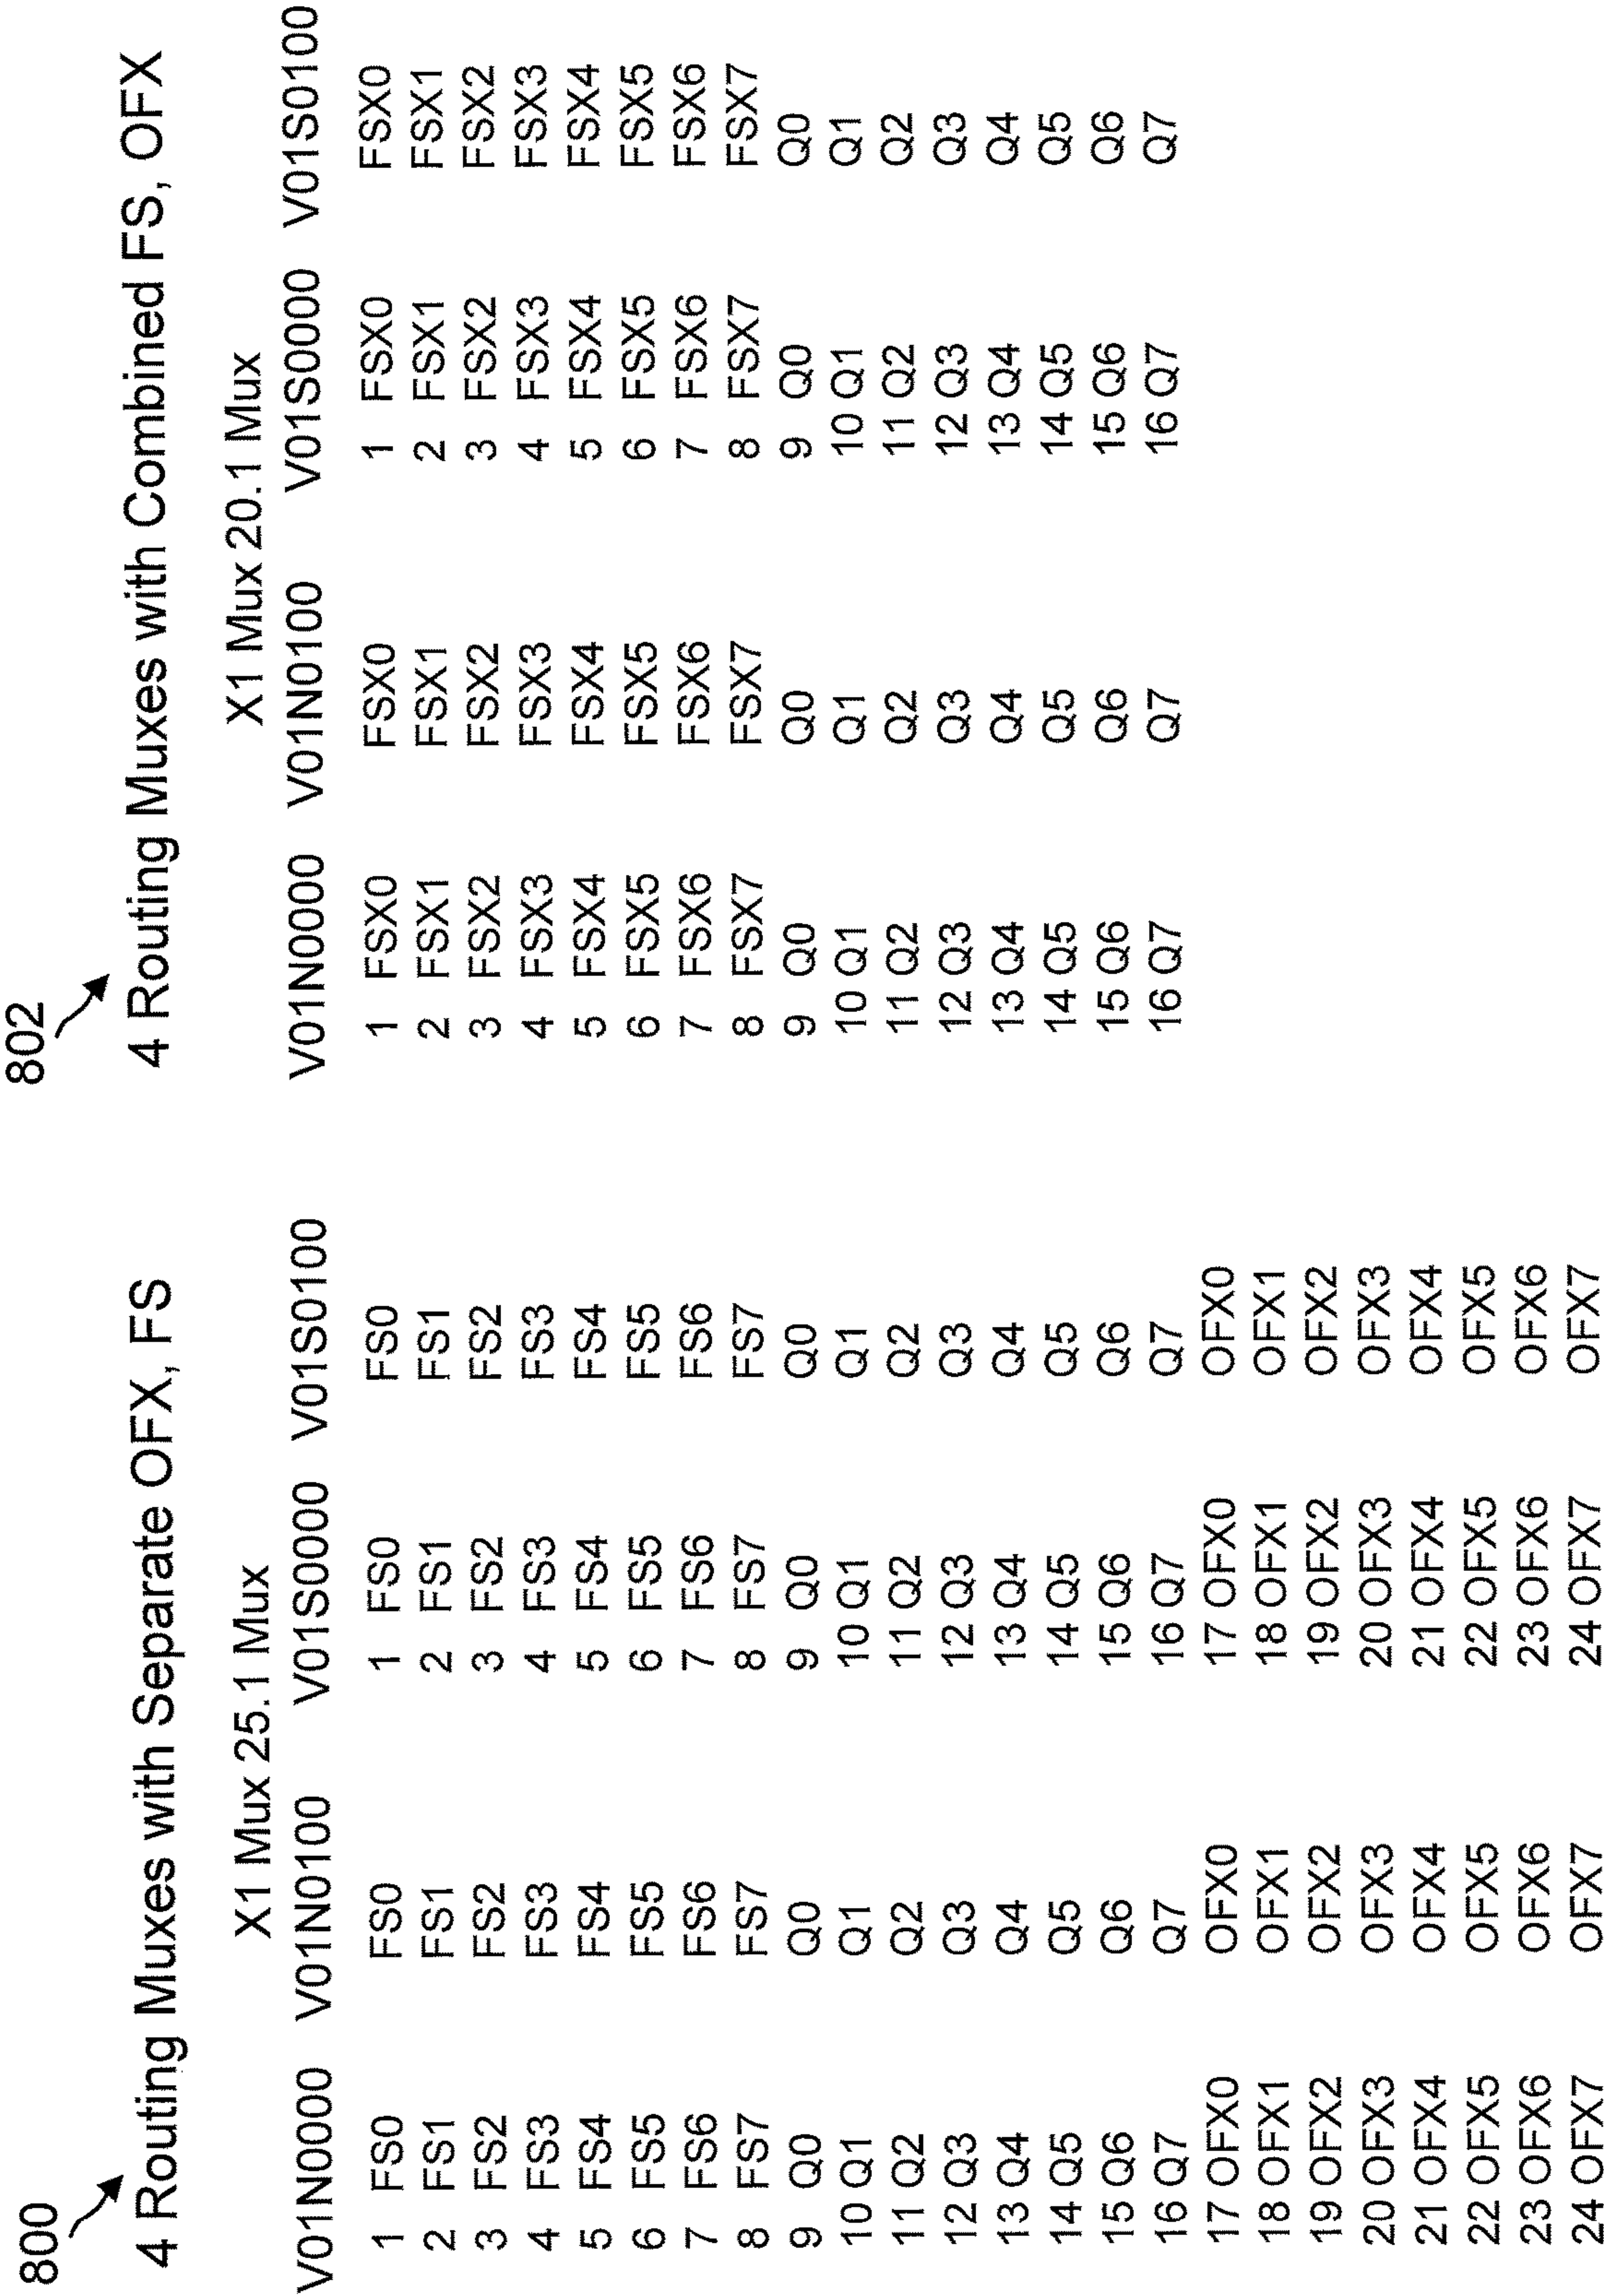 800
4 Routing Muxes with Separate OFX, FS
X1 Mux 25.1 Mux
V01N0000 V01N0100 V01S0000 V01S0100
1 FS0 FS0 1 FS0 FS0
2 FS1 FS1 2 FS1 FS1
3 FS2 FS2 3 FS2 FS2
4 FS3 FS3 4 FS3 FS3
5 FS4 FS4 5 FS4 FS4
6 FS5 FS5 6 FS5 FS5
7 FS6 FS6 7 FS6 FS6
8 FS7 FS7 8 FS7 FS7
9 Q0 Q0 9 Q0 Q0
10 Q1 Q1 10 Q1 Q1
11 Q2 Q2 11 Q2 Q2
12 Q3 Q3 12 Q3 Q3
13 Q4 Q4 13 Q4 Q4
14 Q5 Q5 14 Q5 Q5
15 Q6 Q6 15 Q6 Q6
16 Q7 Q7 16 Q7 Q7
17 OFX0 OFX0 17 OFX0 OFX0
18 OFX1 OFX1 18 OFX1 OFX1
19 OFX2 OFX2 19 OFX2 OFX2
20 OFX3 OFX3 20 OFX3 OFX3
21 OFX4 OFX4 21 OFX4 OFX4
22 OFX5 OFX5 22 OFX5 OFX5
23 OFX6 OFX6 23 OFX6 OFX6
24 OFX7 OFX7 24 OFX7 OFX7
802
4 Routing Muxes with Combined FS, OFX
X1 Mux 20.1 Mux
V01N0000 V01N0100 V01S0000 V01S0100
1 FSX0 FSX0 1 FSX0 FSX0
2 FSX1 FSX1 2 FSX1 FSX1
3 FSX2 FSX2 3 FSX2 FSX2
4 FSX3 FSX3 4 FSX3 FSX3
5 FSX4 FSX4 5 FSX4 FSX4
6 FSX5 FSX5 6 FSX5 FSX5
7 FSX6 FSX6 7 FSX6 FSX6
8 FSX7 FSX7 8 FSX7 FSX7
9 Q0 Q0 9 Q0 Q0
10 Q1 Q1 10 Q1 Q1
11 Q2 Q2 11 Q2 Q2
12 Q3 Q3 12 Q3 Q3
13 Q4 Q4 13 Q4 Q4
14 Q5 Q5 14 Q5 Q5
15 Q6 Q6 15 Q6 Q6
16 Q7 Q7 16 Q7 Q7